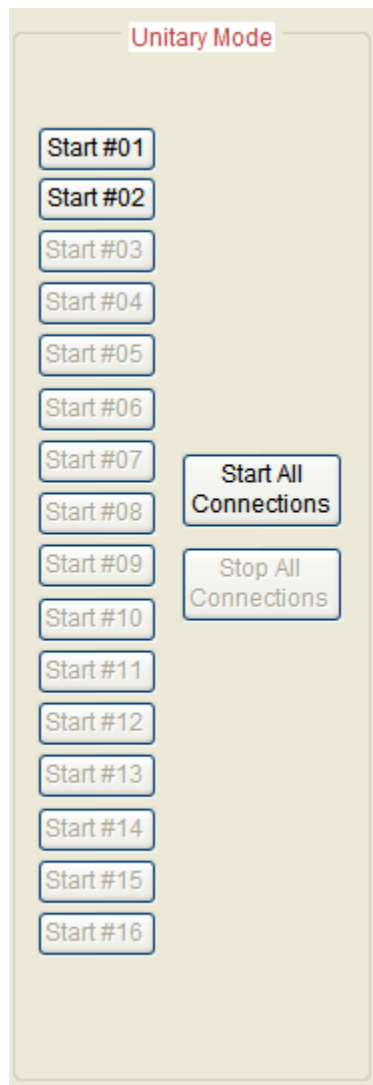 Unitary Mode
Start #01
Start #02
Start #03
Start #04
Start #05
Start #06
Start #07
Start #08
Start #09
Start #10
Start #11
Start #12
Start #13
Start #14
Start #15
Start #16
Start All
Connections
Stop All
Connections